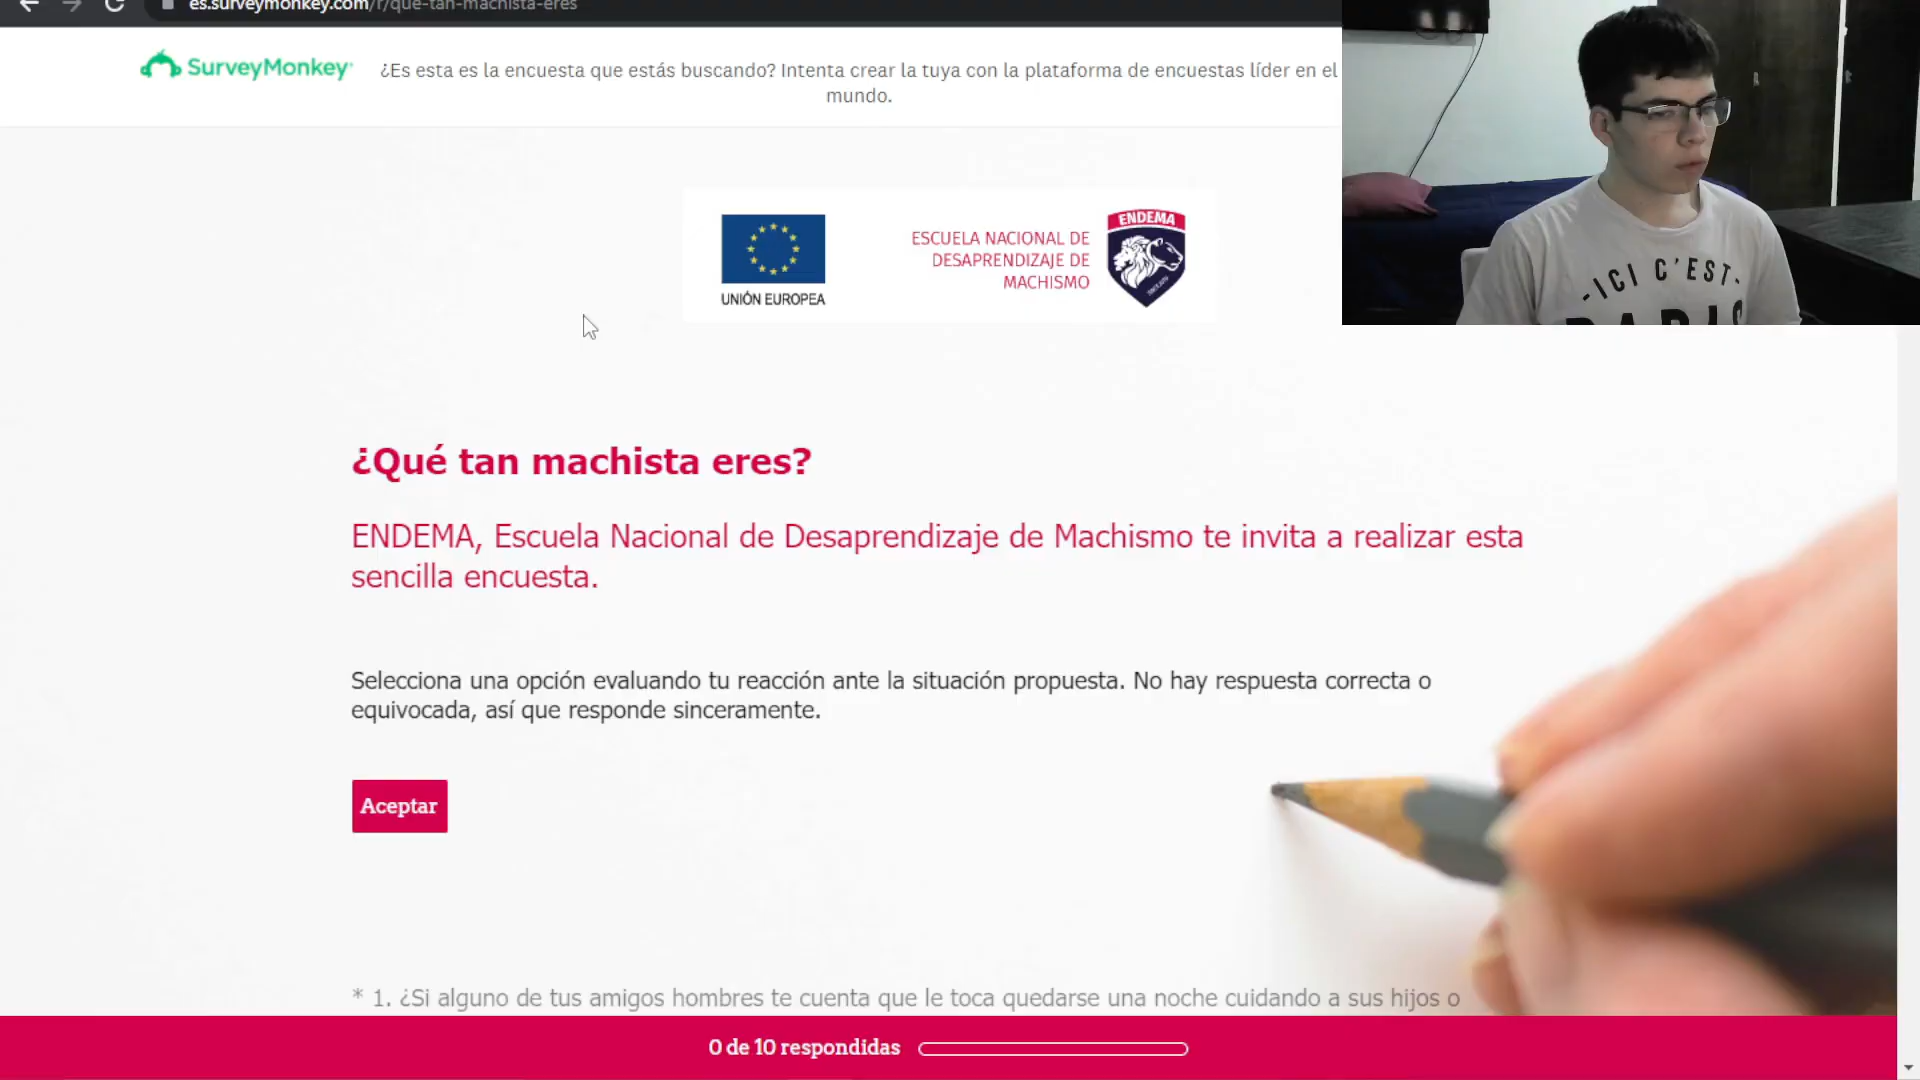 es.surveymonkey.com/r/que-tan-machista-eres
SurveyMonkey
¿Es esta es la encuesta que estás buscando? Intenta crear la tuya con la plataforma de encuestas líder en el
mundo.
UNIÓN EUROPEA
ESCUELA NACIONAL DE
DESAPRENDIZAJE DE
MACHISMO
ENDEMA
-ICI C'EST-
PARIS
¿Qué tan machista eres?
ENDEMA, Escuela Nacional de Desaprendizaje de Machismo te invita a realizar esta
sencilla encuesta.
Selecciona una opción evaluando tu reacción ante la situación propuesta. No hay respuesta correcta o
equivocada, así que responde sinceramente.
Aceptar
* 1. ¿Si alguno de tus amigos hombres te cuenta que le toca quedarse una noche cuidando a sus hijos o
0 de 10 respondidas